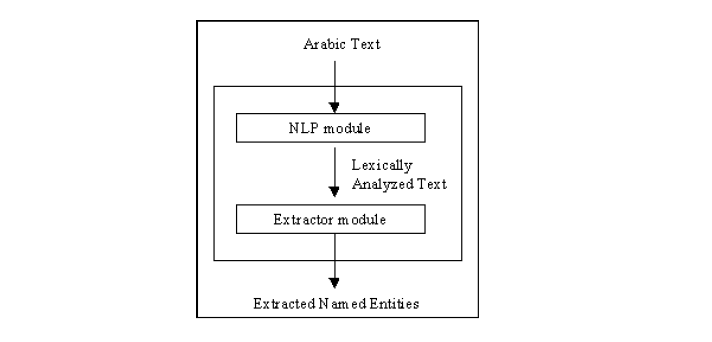 Arabic Text
NLP module
Lexically
Analyzed Text
Extractor module
Extracted Named Entities